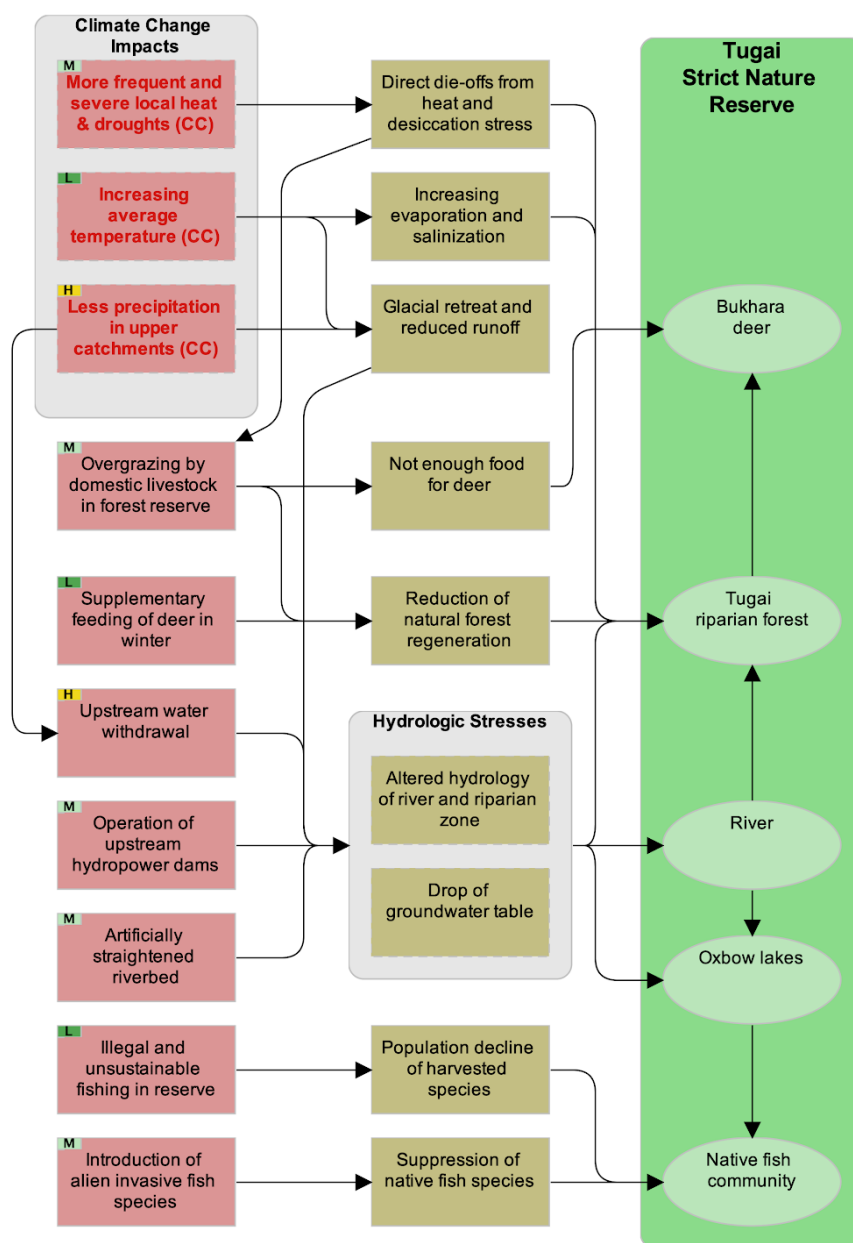 Climate Change
Impacts
M
More frequent and
severe local heat
& droughts (CC)
L
Increasing
average
temperature (CC)
H
Less precipitation
in upper
catchments (CC)
M
Overgrazing by
domestic livestock
in forest reserve
L
Supplementary
feeding of deer in
winter
H
Upstream water
withdrawal
M
Operation of
upstream
hydropower dams
M
Artificially
straightened
riverbed
L
Illegal and
unsustainable
fishing in reserve
M
Introduction of
alien invasive fish
species
Direct die-offs from
heat and
desiccation stress
Increasing
evaporation and
salinization
Glacial retreat and
reduced runoff
Not enough food
for deer
Reduction of
natural forest
regeneration
Hydrologic Stresses
Altered hydrology
of river and riparian
zone
Drop of
groundwater table
Population decline
of harvested
species
Suppression of
native fish species
Tugai
Strict Nature
Reserve
Bukhara
deer
Tugai
riparian forest
River
Oxbow lakes
Native fish
community